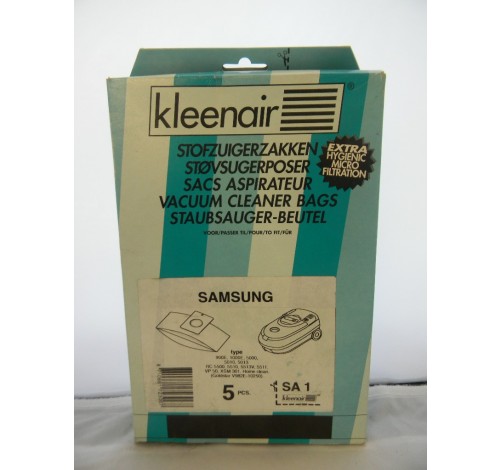 kleenair
®
STOFZUIGERZAKKEN
STØVSUGERPOSER
SACS ASPIRATEUR
VACUUM CLEANER BAGS
STAUBSAUGER-BEUTEL
EXTRA
HYGIENIC
MICRO
FILTRATION
VOOR/PASSER TIL/POUR/TO FIT/FÜR
SAMSUNG
type
5 PCS.
SA 1
kleenair